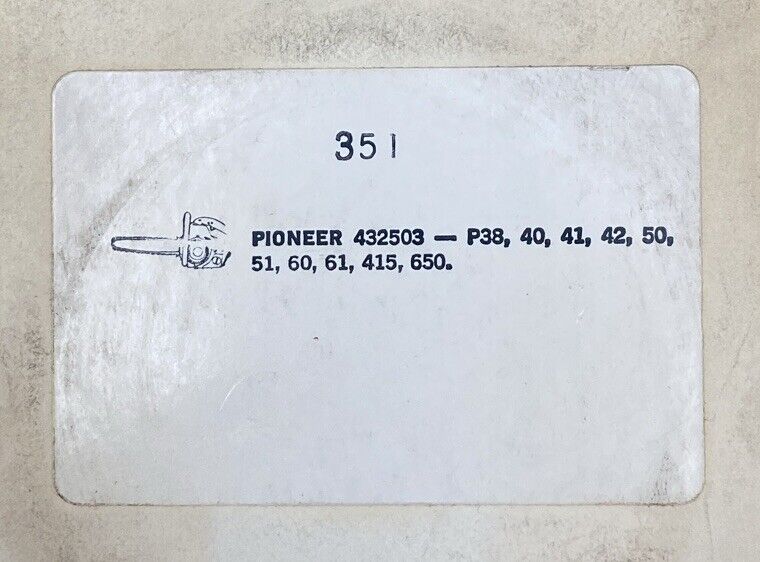 351
PIONEER 432503 — P38, 40, 41, 42, 50,
51, 60, 61, 415, 650.